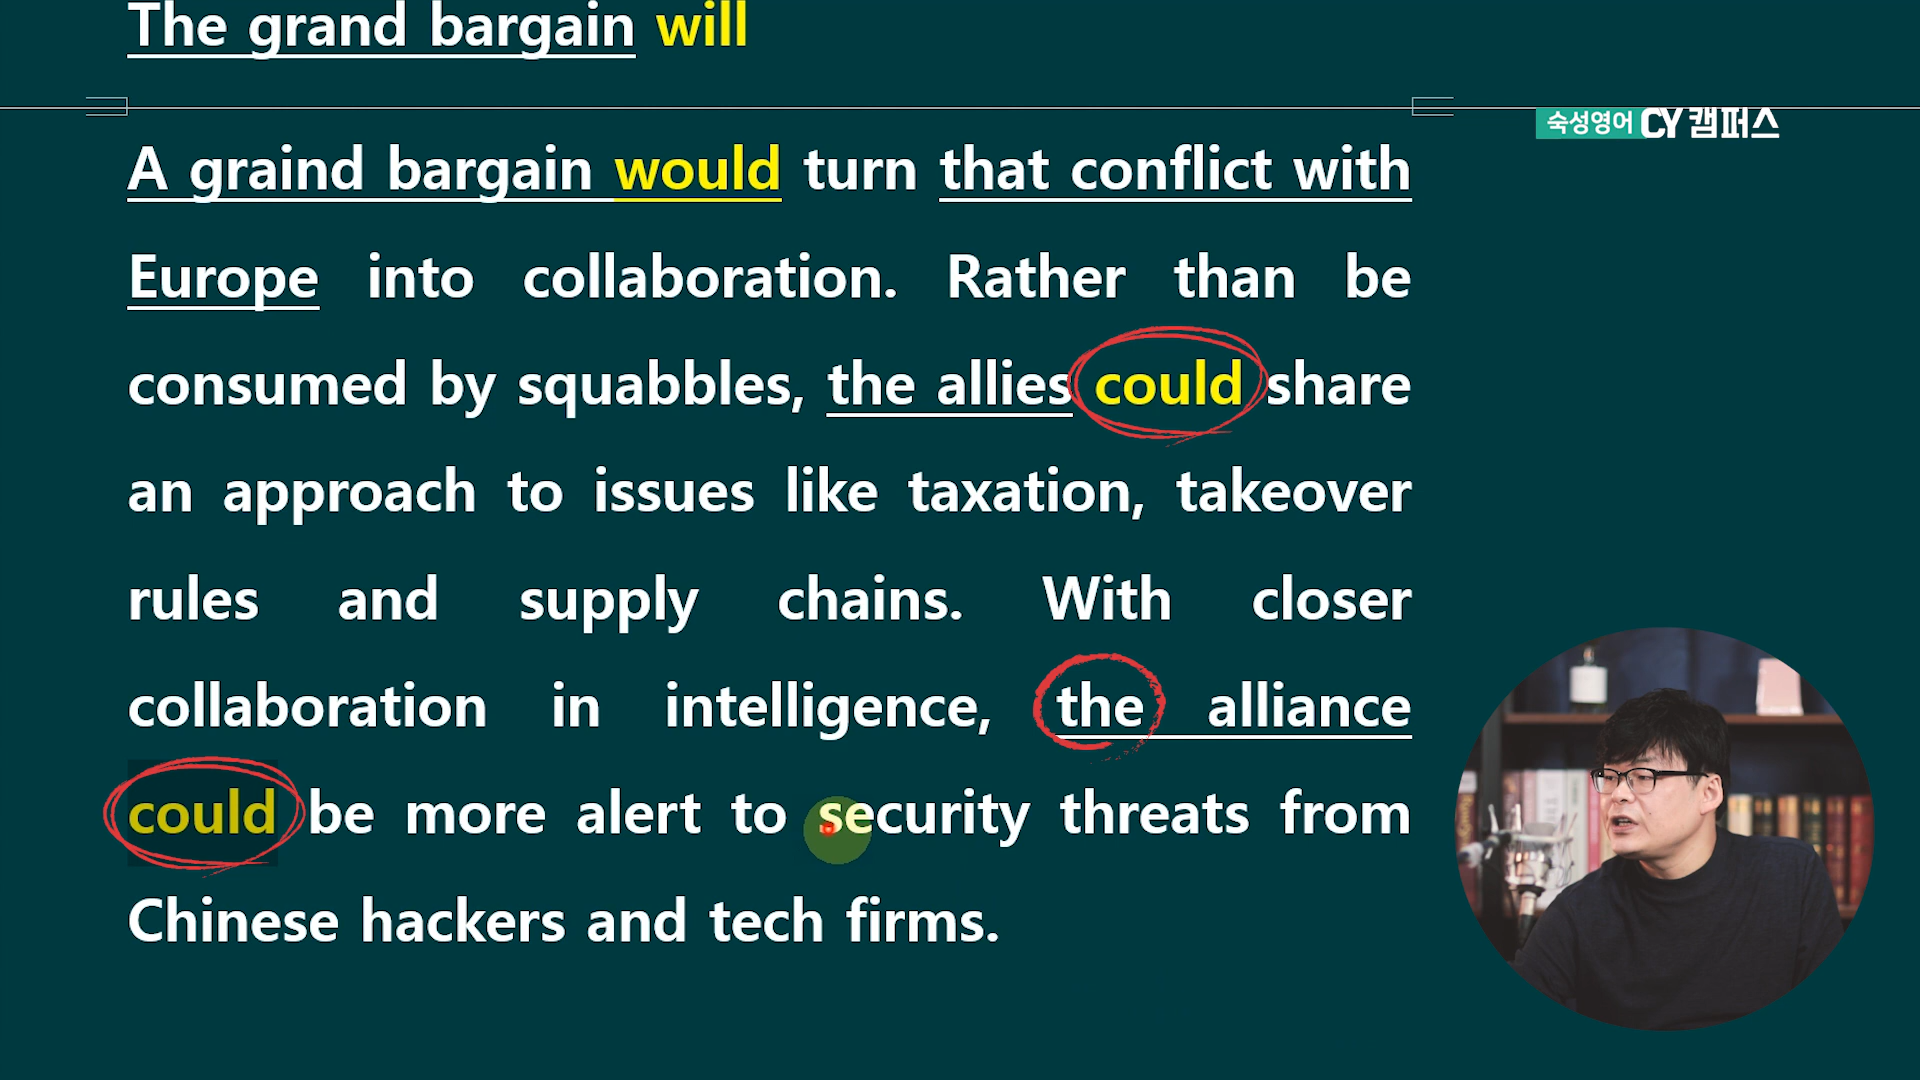 The grand bargain will
숙성영어 CY캠퍼스
A graind bargain would turn that conflict with
Europe into collaboration. Rather than be
consumed by squabbles, the allies could share
an approach to issues like taxation, takeover
rules and supply chains. With closer
collaboration in intelligence, the alliance
could be more alert to security threats from
Chinese hackers and tech firms.